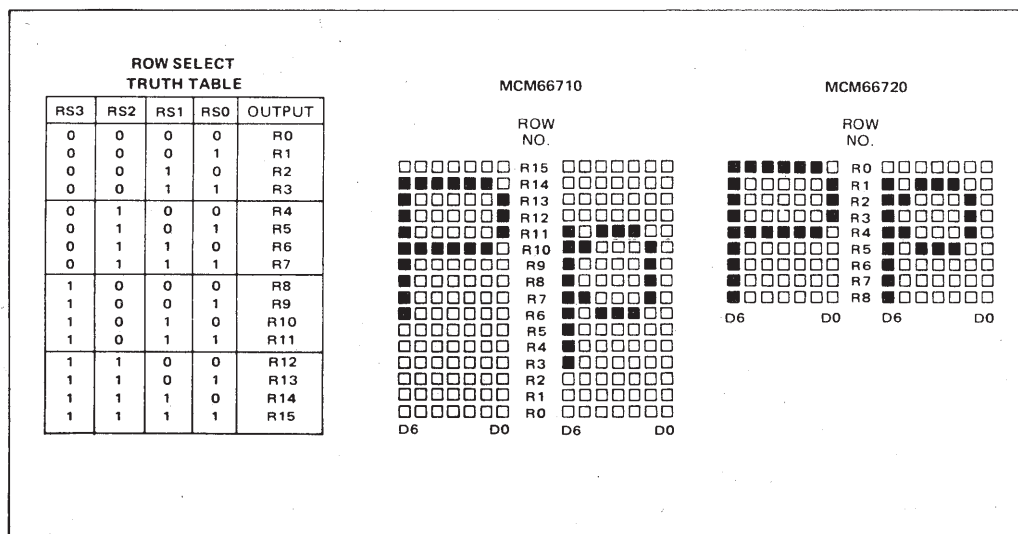 ROW SELECT
TRUTH TABLE
RS3 RS2 RS1 RS0 OUTPUT
0 0 0 0 R0
0 0 0 1 R1
0 0 1 0 R2
0 0 1 1 R3
0 1 0 0 R4
0 1 0 1 R5
0 1 1 0 R6
0 1 1 1 R7
1 0 0 0 R8
1 0 0 1 R9
1 0 1 0 R10
1 0 1 1 R11
1 1 0 0 R12
1 1 0 1 R13
1 1 1 0 R14
1 1 1 1 R15
MCM66710
ROW
NO.
R15
R14
R13
R12
R11
R10
R9
R8
R7
R6
R5
R4
R3
R2
R1
R0
D6 D0 D6 D0
MCM66720
ROW
NO.
R0
R1
R2
R3
R4
R5
R6
R7
R8
D6 D0 D6 D0